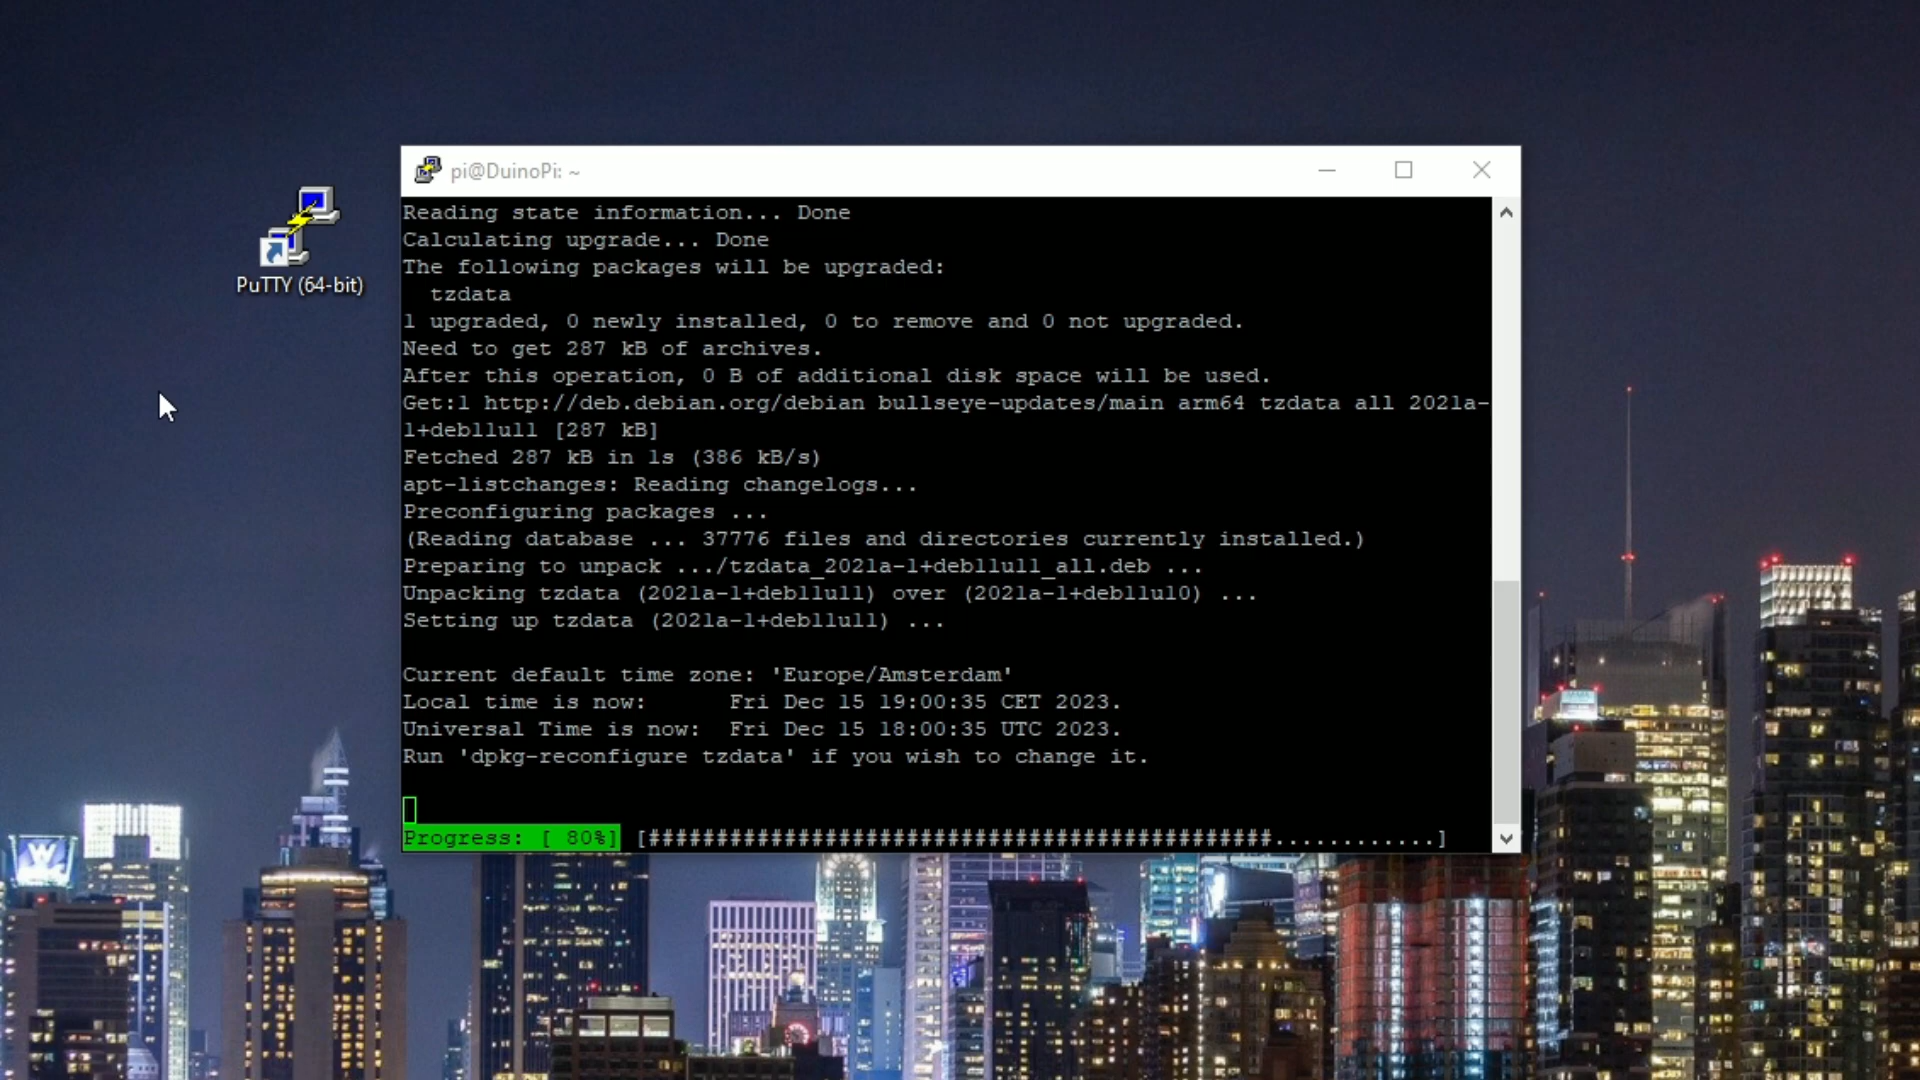 pi@DuinoPi: ~
PuTTY (64-bit)
Reading state information... Done
Calculating upgrade... Done
The following packages will be upgraded:
  tzdata
1 upgraded, 0 newly installed, 0 to remove and 0 not upgraded.
Need to get 287 kB of archives.
After this operation, 0 B of additional disk space will be used.
Get:1 http://deb.debian.org/debian bullseye-updates/main arm64 tzdata all 2021a-
1+deb11u11 [287 kB]
Fetched 287 kB in 1s (386 kB/s)
apt-listchanges: Reading changelogs...
Preconfiguring packages ...
(Reading database ... 37776 files and directories currently installed.)
Preparing to unpack .../tzdata_2021a-1+deb11u11_all.deb ...
Unpacking tzdata (2021a-1+deb11u11) over (2021a-1+deb11u10) ...
Setting up tzdata (2021a-1+deb11u11) ...
Current default time zone: 'Europe/Amsterdam'
Local time is now:      Fri Dec 15 19:00:35 CET 2023.
Universal Time is now:  Fri Dec 15 18:00:35 UTC 2023.
Run 'dpkg-reconfigure tzdata' if you wish to change it.
Progress: [ 80%] [##############################################............]
W